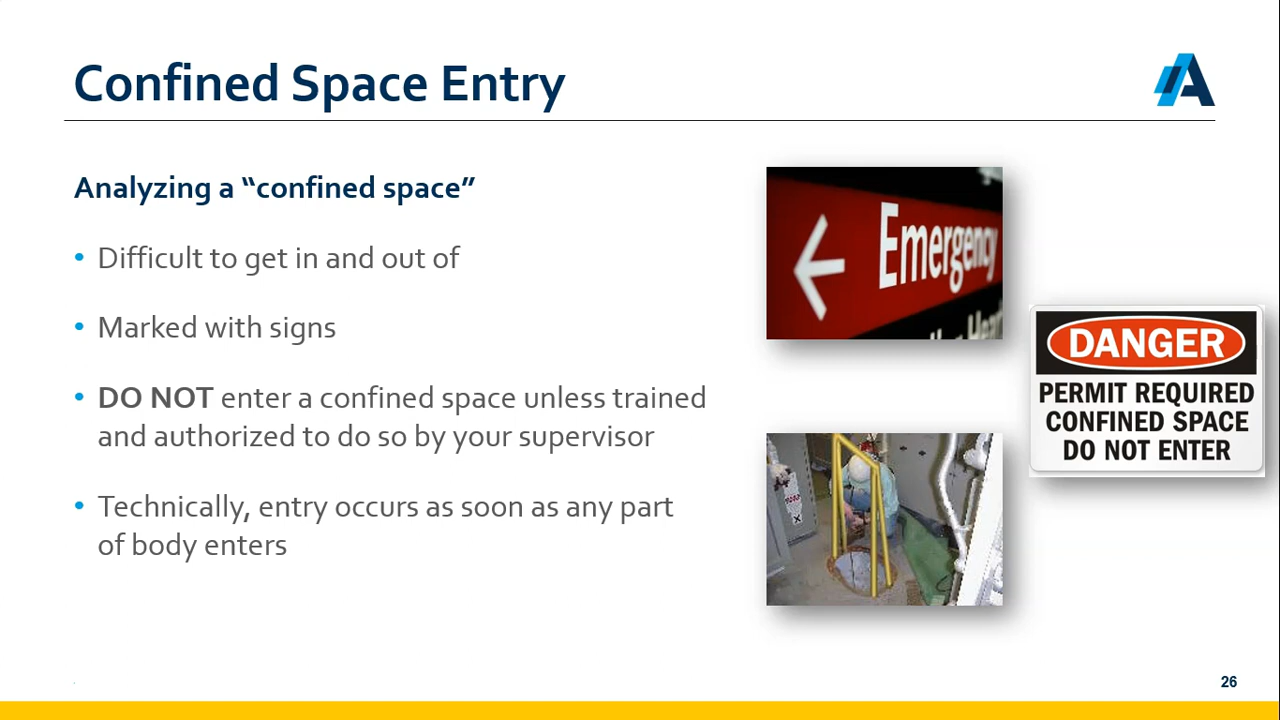 Confined Space Entry
Analyzing a “confined space”
• Difficult to get in and out of
• Marked with signs
• DO NOT enter a confined space unless trained
and authorized to do so by your supervisor
• Technically, entry occurs as soon as any part
of body enters
Emergency
DANGER
PERMIT REQUIRED
CONFINED SPACE
DO NOT ENTER
26